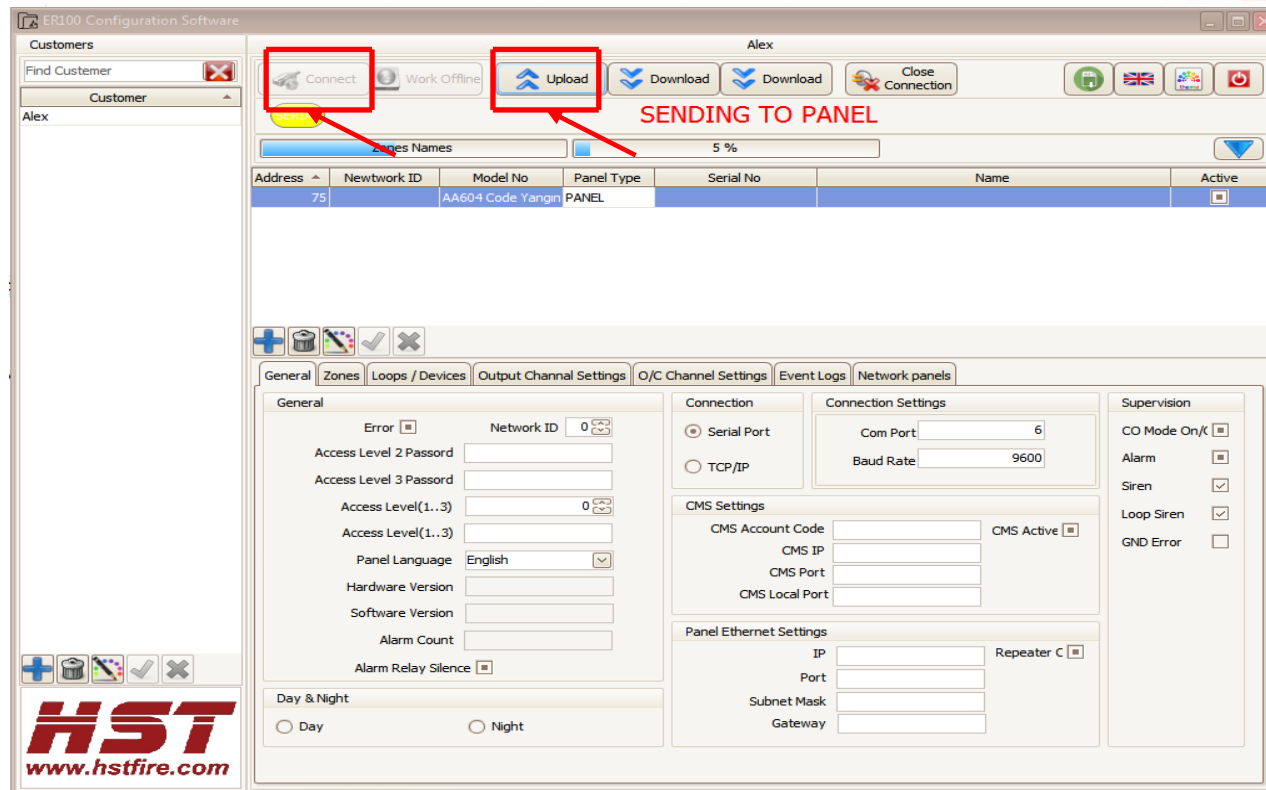 ER100 Configuration Software
Customers
Alex
Find Custemer
Connect
Work Offline
Upload
Download
Download
Close
Connection
Customer
Alex
SENDING TO PANEL
Zones Names
5 %
Address
Newtwork ID
Model No
Panel Type
Serial No
Name
Active
75
AA604 Code Yangın
PANEL
General
Zones
Loops / Devices
Output Channal Settings
O/C Channel Settings
Event Logs
Network panels
General
Error
Network ID
0
Access Level 2 Passord
Access Level 3 Passord
Access Level(1..3)
0
Access Level(1..3)
Panel Language
English
Hardware Version
Software Version
Alarm Count
Alarm Relay Silence
Day & Night
Day
Night
Connection
Serial Port
TCP/IP
Connection Settings
Com Port
6
Baud Rate
9600
CMS Settings
CMS Account Code
CMS Active
CMS IP
CMS Port
CMS Local Port
Panel Ethernet Settings
IP
Repeater C
Port
Subnet Mask
Gateway
Supervision
CO Mode On/
Alarm
Siren
Loop Siren
GND Error
HST
www.hstfire.com